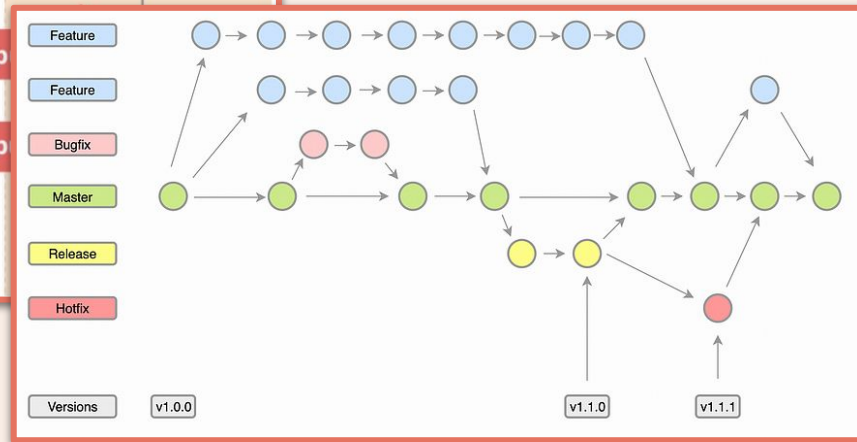 Feature
Feature
Bugfix
Master
Release
Hotfix
Versions
v1.0.0
v1.1.0
v1.1.1